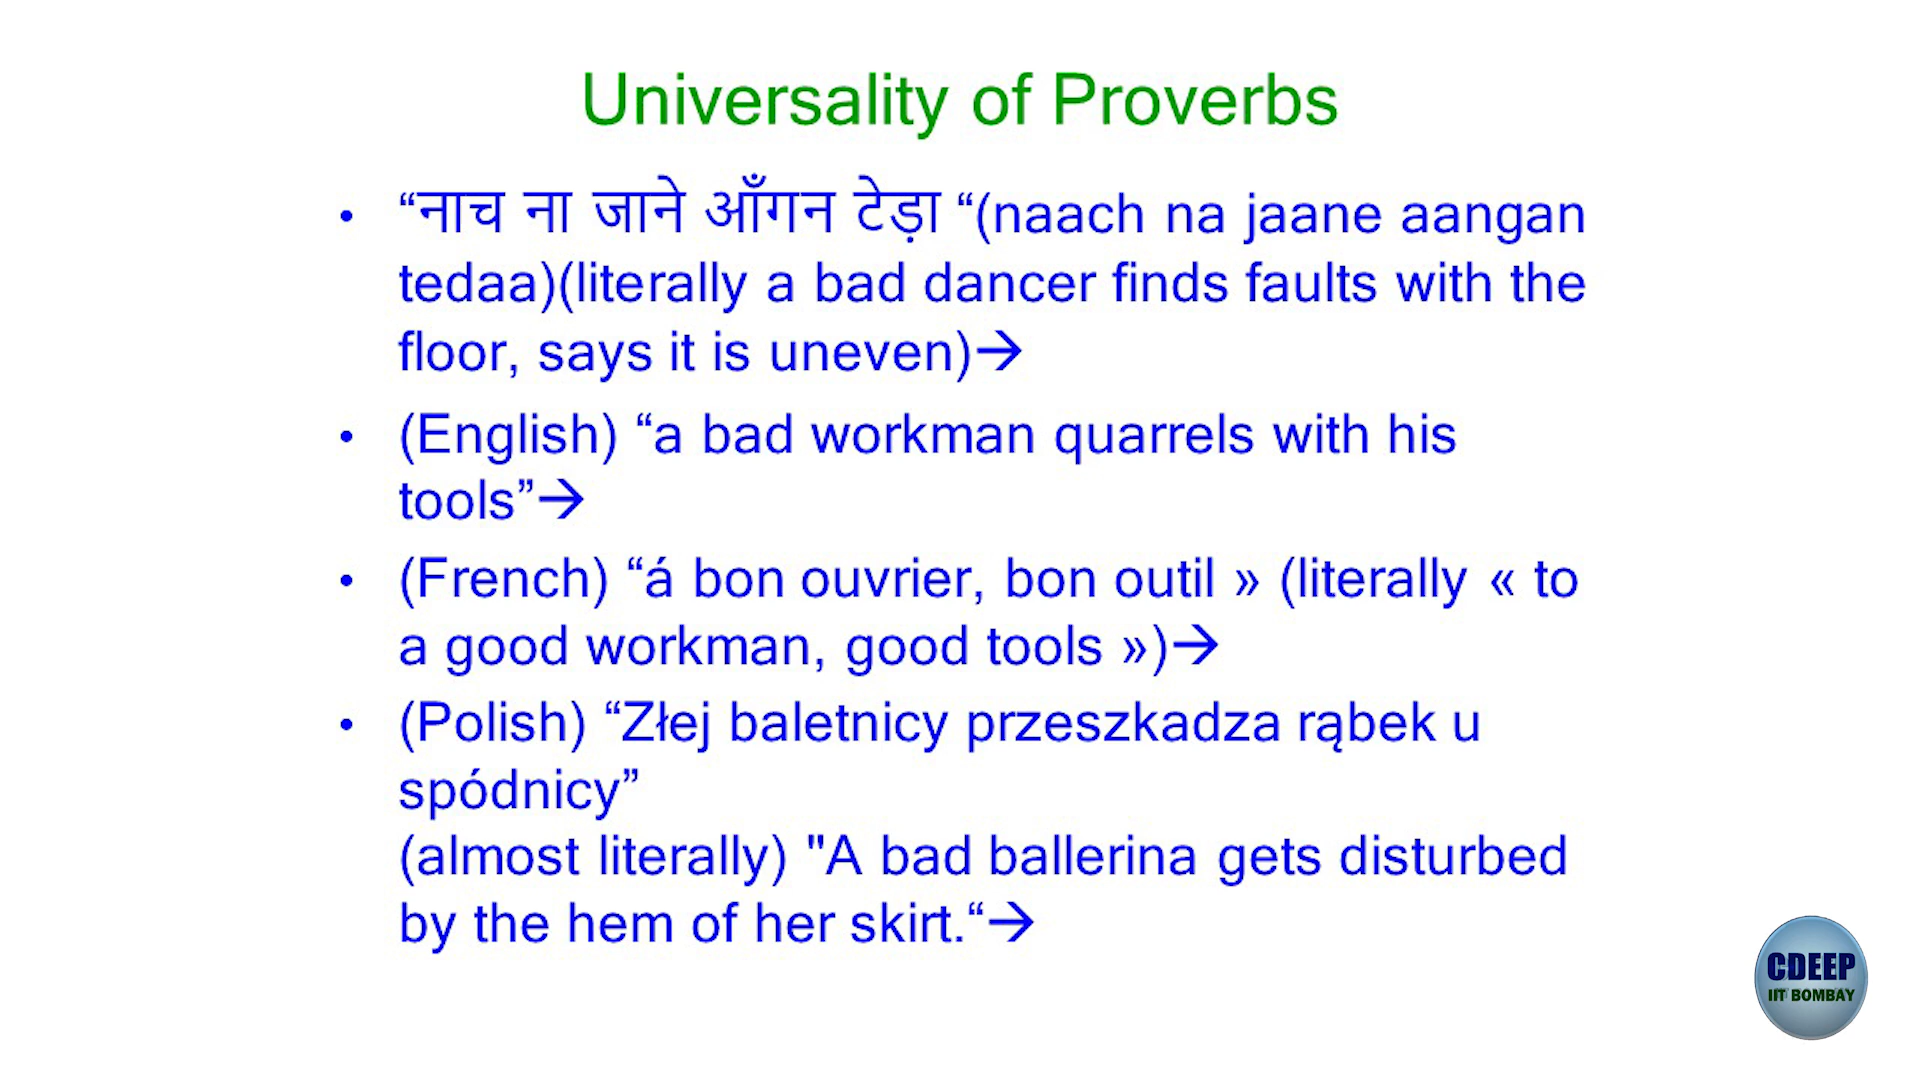 Universality of Proverbs
• “नाच ना जाने आँगन टेड़ा “(naach na jaane aangan
tedaa)(literally a bad dancer finds faults with the
floor, says it is uneven)→
• (English) “a bad workman quarrels with his
tools”→
• (French) “á bon ouvrier, bon outil » (literally « to
a good workman, good tools »)→
• (Polish) “Złej baletnicy przeszkadza rąbek u
spódnicy”
(almost literally) "A bad ballerina gets disturbed
by the hem of her skirt.“→
CDEEP
IIT BOMBAY